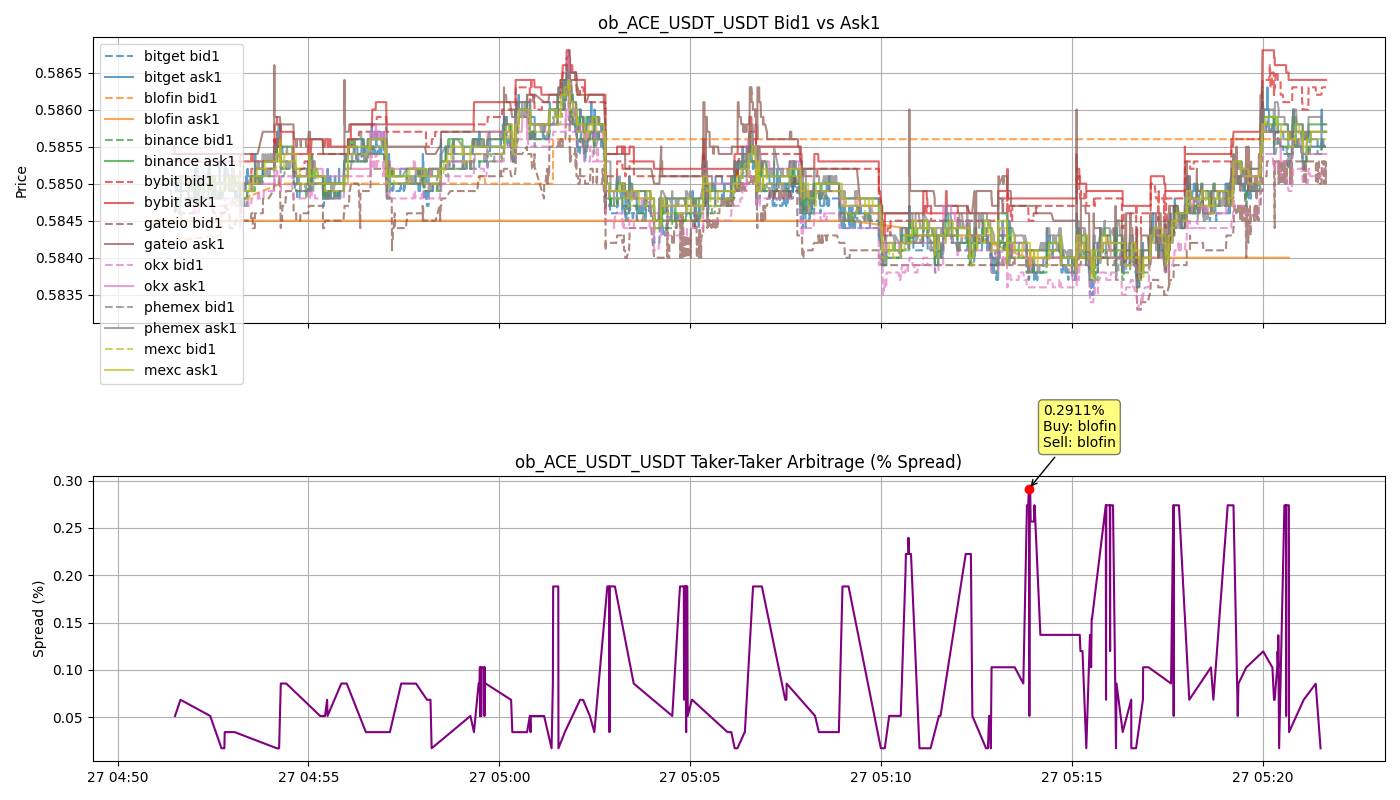 ob_ACE_USDT_USDT Bid1 vs Ask1
Price
0.5865
0.5860
0.5855
0.5850
0.5845
0.5840
0.5835
bitget bid1
bitget ask1
blofin bid1
blofin ask1
binance bid1
binance ask1
bybit bid1
bybit ask1
gateio bid1
gateio ask1
okx bid1
okx ask1
phemex bid1
phemex ask1
mexc bid1
mexc ask1
0.2911%
Buy: blofin
Sell: blofin
ob_ACE_USDT_USDT Taker-Taker Arbitrage (% Spread)
Spread (%)
0.30
0.25
0.20
0.15
0.10
0.05
27 04:50
27 04:55
27 05:00
27 05:05
27 05:10
27 05:15
27 05:20